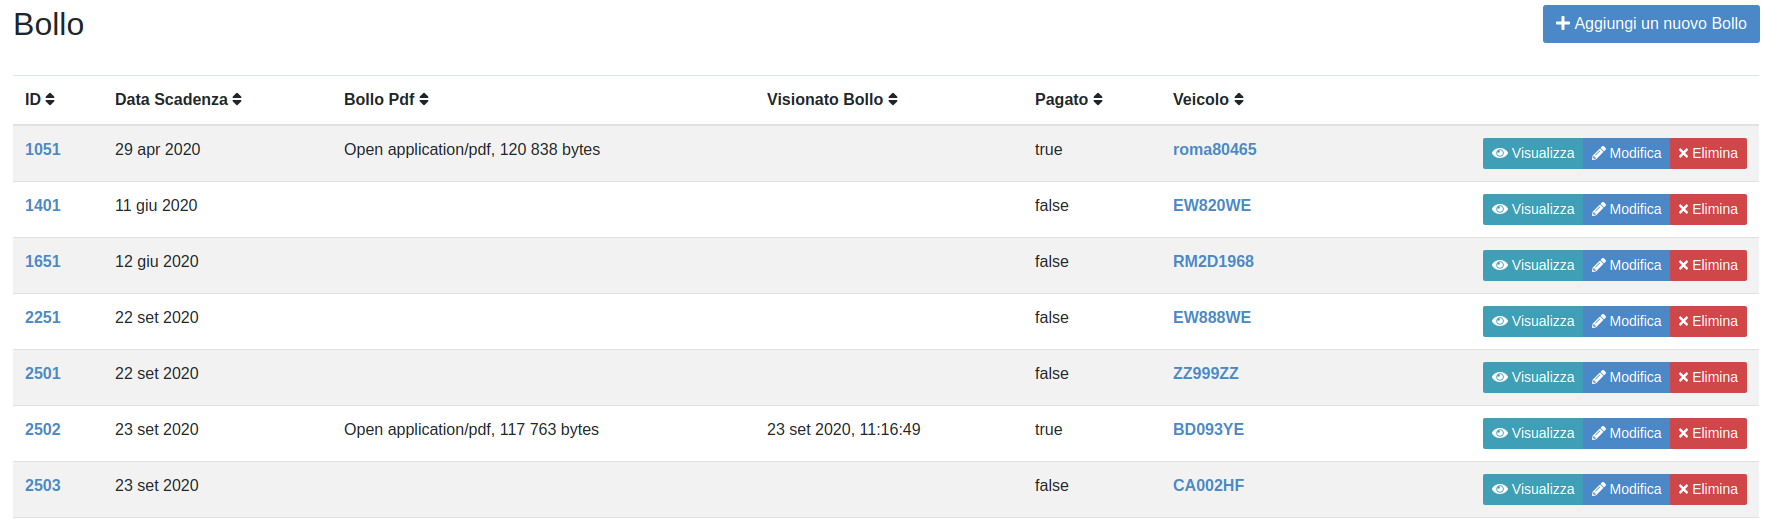 Bollo
Aggiungi un nuovo Bollo
ID Data Scadenza Bollo Pdf Visionato Bollo Pagato Veicolo
1051 29 apr 2020 Open application/pdf, 120 838 bytes true roma80465 Visualizza Modifica Elimina
1401 11 giu 2020 false EW820WE Visualizza Modifica Elimina
1651 12 giu 2020 false RM2D1968 Visualizza Modifica Elimina
2251 22 set 2020 false EW888WE Visualizza Modifica Elimina
2501 22 set 2020 false ZZ999ZZ Visualizza Modifica Elimina
2502 23 set 2020 Open application/pdf, 117 763 bytes 23 set 2020, 11:16:49 true BD093YE Visualizza Modifica Elimina
2503 23 set 2020 false CA002HF Visualizza Modifica Elimina